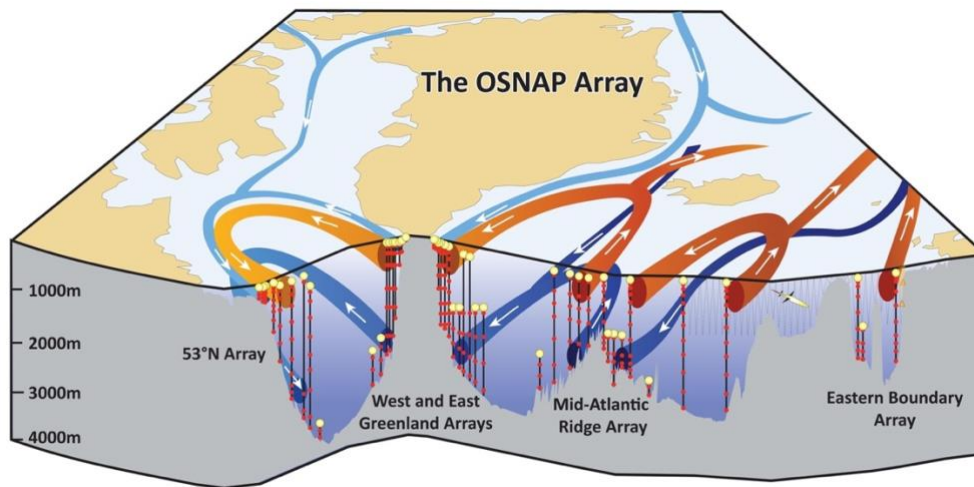 The OSNAP Array
1000m
2000m
3000m
4000m
53°N Array
West and East
Greenland Arrays
Mid-Atlantic
Ridge Array
Eastern Boundary
Array